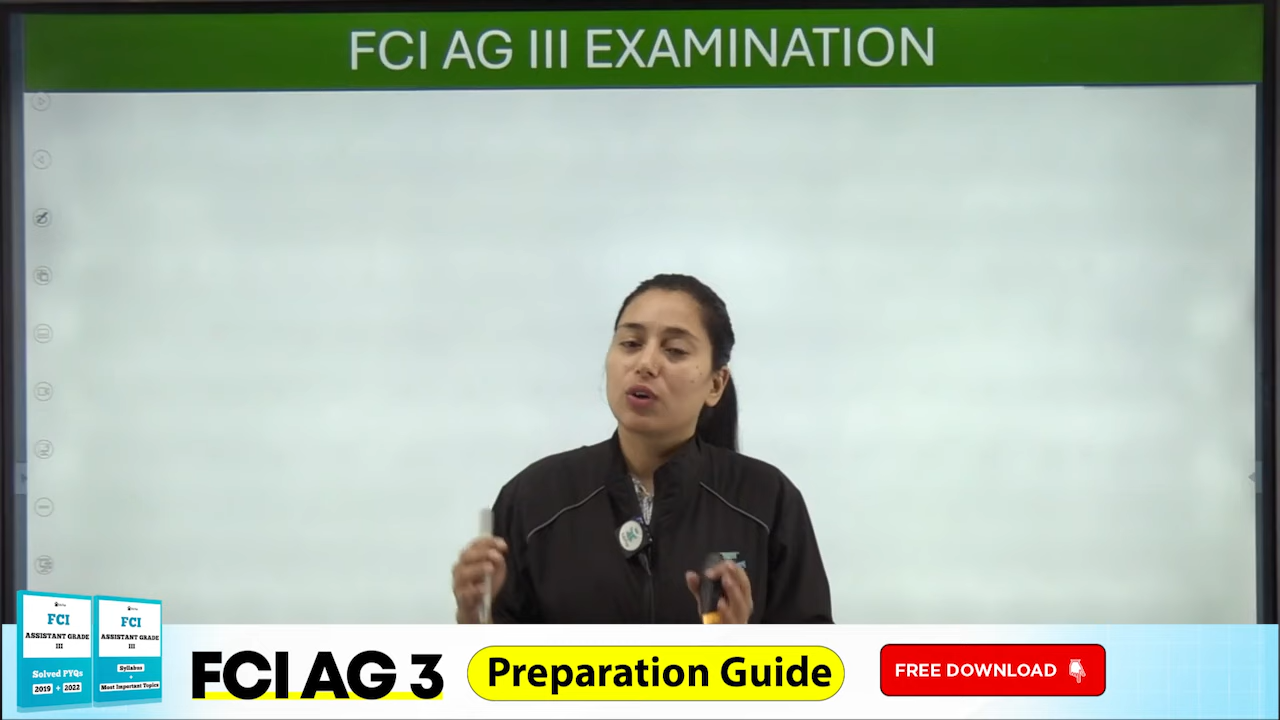 FCI AG III EXAMINATION
FCI
ASSISTANT GRADE
III
Solved PYQs
2019 + 2022
FCI
ASSISTANT GRADE
III
Syllabus
+
Most Important Topics
FCI AG 3
Preparation Guide
FREE DOWNLOAD